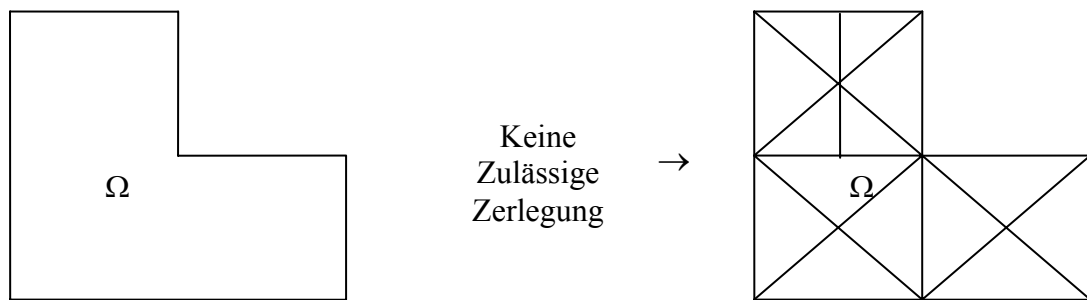 Ω
Keine
Zulässige
Zerlegung
→
Ω